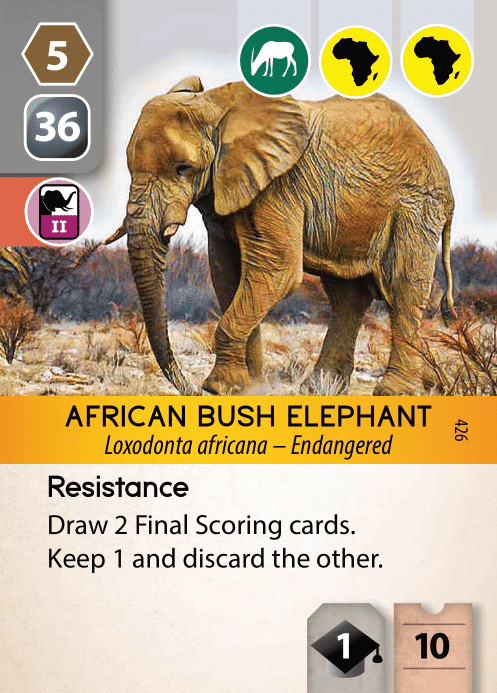 5
36
II
AFRICAN BUSH ELEPHANT
Loxodonta africana – Endangered
426
Resistance
Draw 2 Final Scoring cards.
Keep 1 and discard the other.
1
10